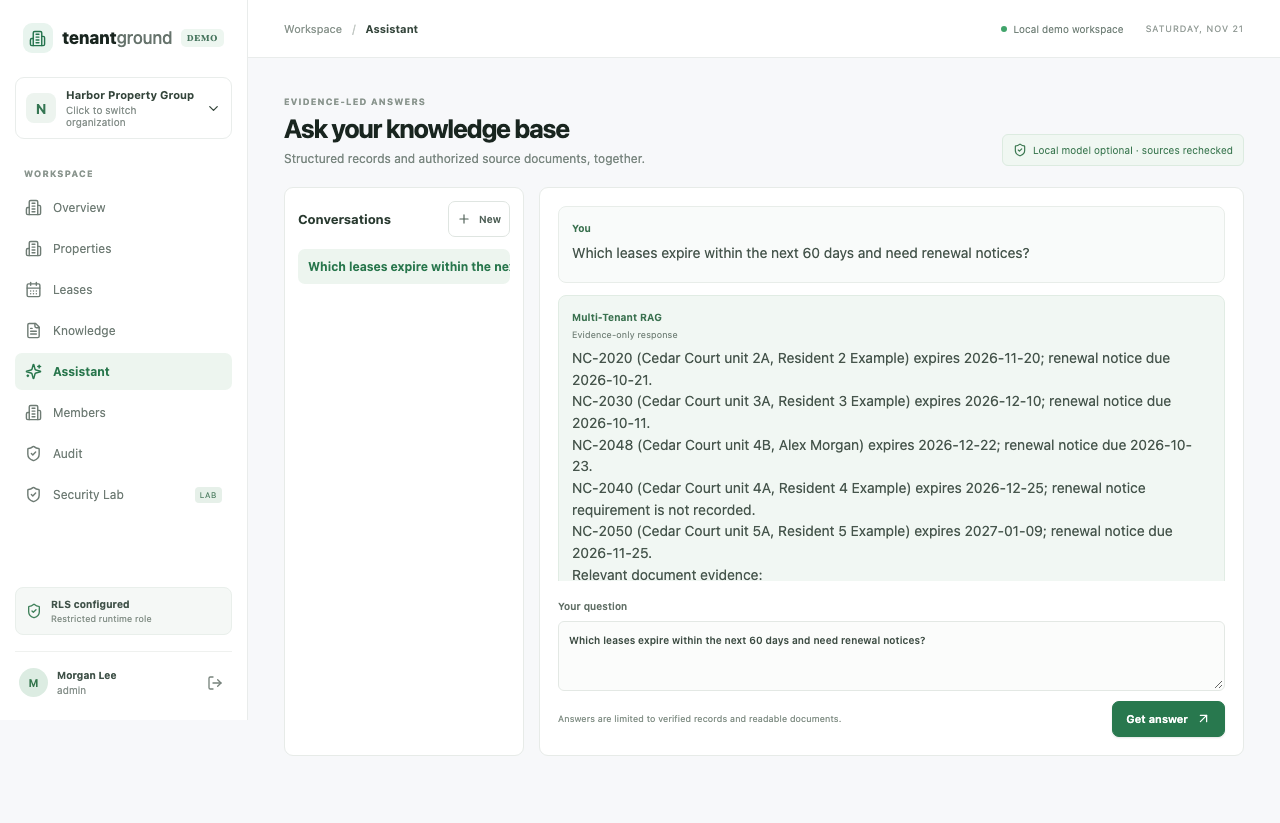 tenantground DEMO
N
Harbor Property Group
Click to switch
organization
WORKSPACE
Overview
Properties
Leases
Knowledge
Assistant
Members
Audit
Security Lab LAB
RLS configured
Restricted runtime role
M
Morgan Lee
admin
Workspace / Assistant
Local demo workspace
SATURDAY, NOV 21
EVIDENCE-LED ANSWERS
Ask your knowledge base
Structured records and authorized source documents, together.
Local model optional · sources rechecked
Conversations
New
Which leases expire within the ne
You
Which leases expire within the next 60 days and need renewal notices?
Multi-Tenant RAG
Evidence-only response
NC-2020 (Cedar Court unit 2A, Resident 2 Example) expires 2026-11-20; renewal notice due
2026-10-21.
NC-2030 (Cedar Court unit 3A, Resident 3 Example) expires 2026-12-10; renewal notice due
2026-10-11.
NC-2048 (Cedar Court unit 4B, Alex Morgan) expires 2026-12-22; renewal notice due 2026-10-
23.
NC-2040 (Cedar Court unit 4A, Resident 4 Example) expires 2026-12-25; renewal notice
requirement is not recorded.
NC-2050 (Cedar Court unit 5A, Resident 5 Example) expires 2027-01-09; renewal notice due
2026-11-25.
Relevant document evidence:
Your question
Which leases expire within the next 60 days and need renewal notices?
Answers are limited to verified records and readable documents.
Get answer